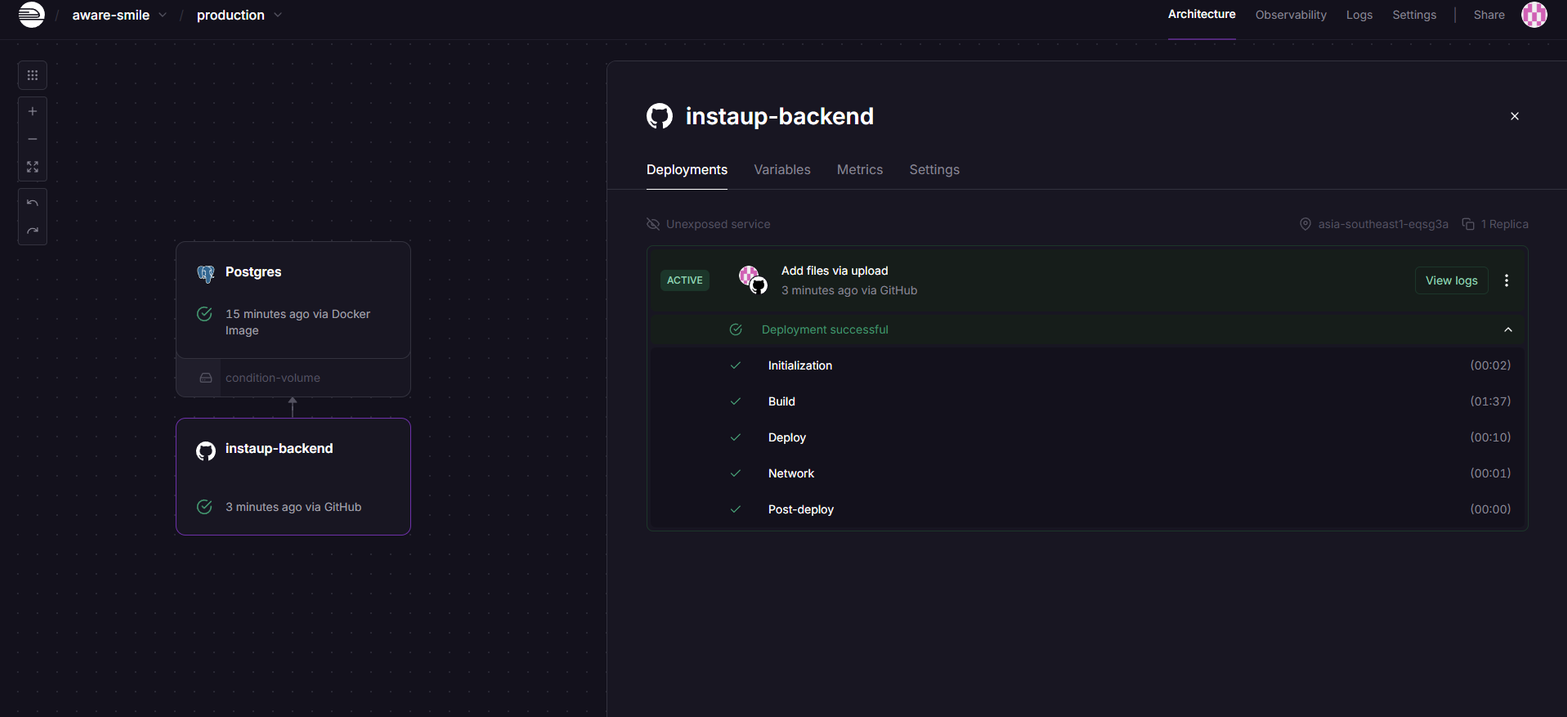 / aware-smile / production
Architecture Observability Logs Settings Share
instaup-backend
Deployments Variables Metrics Settings
Unexposed service
asia-southeast1-eqsg3a 1 Replica
ACTIVE
Add files via upload
3 minutes ago via GitHub
View logs
Deployment successful
Initialization (00:02)
Build (01:37)
Deploy (00:10)
Network (00:01)
Post-deploy (00:00)
Postgres
15 minutes ago via Docker
Image
condition-volume
instaup-backend
3 minutes ago via GitHub